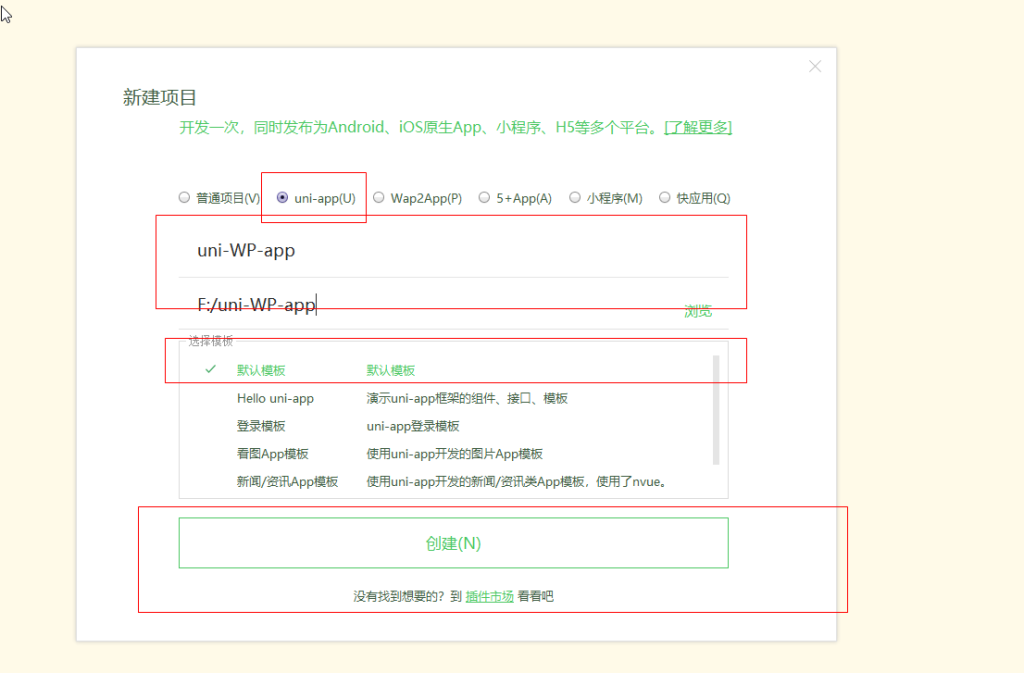 新建项目
开发一次，同时发布为Android、iOS原生App、小程序、H5等多个平台。[了解更多]
普通项目(V) uni-app(U) Wap2App(P) 5+App(A) 小程序(M) 快应用(Q)
uni-WP-app
F:/uni-WP-app 浏览
选择模板
默认模板 默认模板
Hello uni-app 演示uni-app框架的组件、接口、模板
登录模板 uni-app登录模板
看图App模板 使用uni-app开发的图片App模板
新闻/资讯App模板 使用uni-app开发的新闻/资讯类App模板，使用了nvue。
创建(N)
没有找到想要的？到 插件市场 看看吧